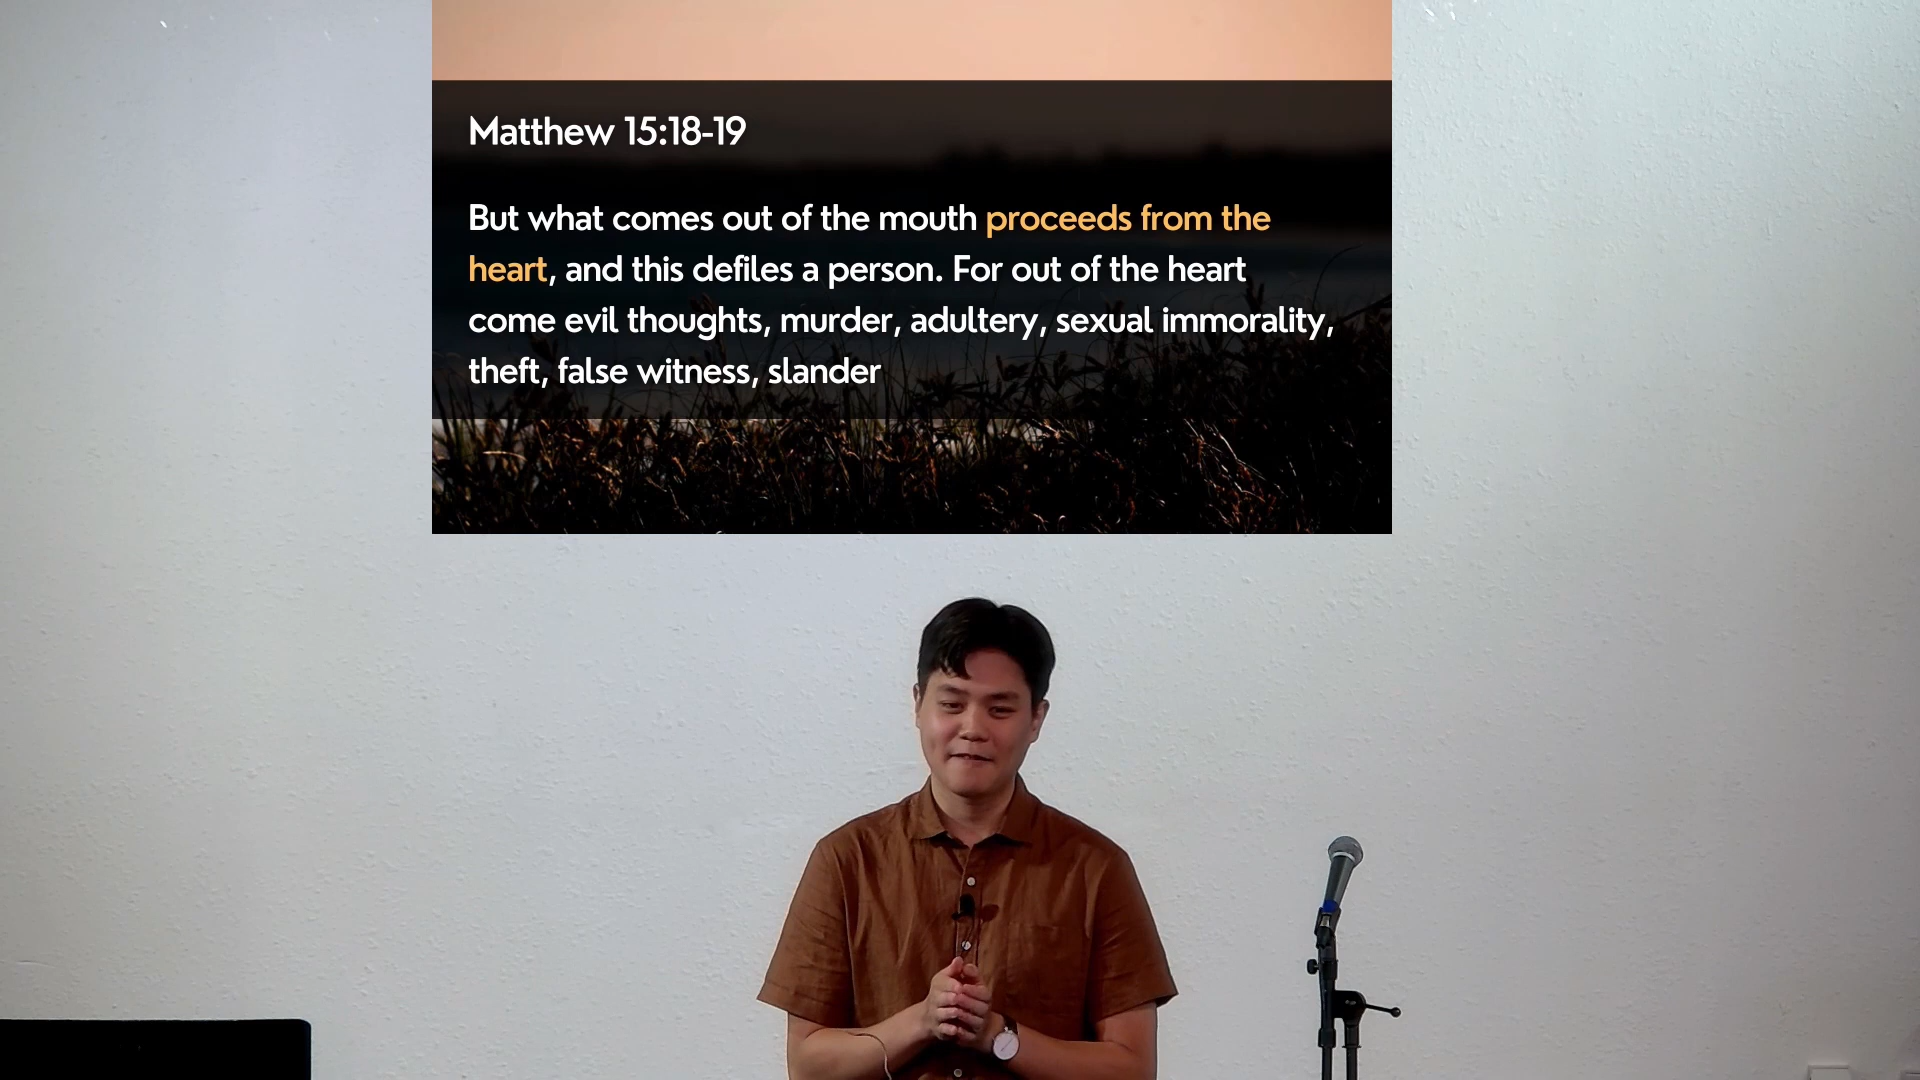 Matthew 15:18-19
But what comes out of the mouth proceeds from the
heart, and this defiles a person. For out of the heart
come evil thoughts, murder, adultery, sexual immorality,
theft, false witness, slander